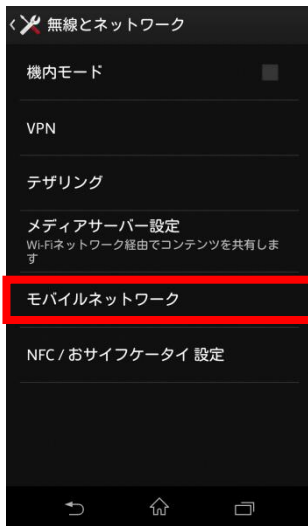 無線とネットワーク
機内モード
VPN
テザリング
メディアサーバー設定
Wi-Fiネットワーク経由でコンテンツを共有しま
す
モバイルネットワーク
NFC / おサイフケータイ 設定